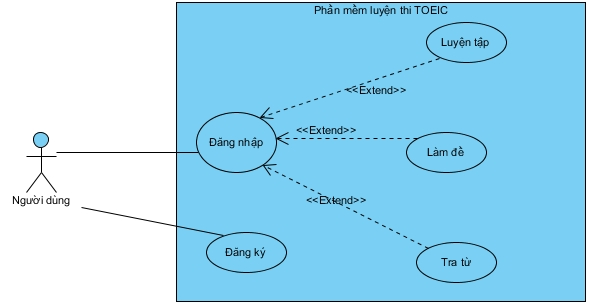 Phần mềm luyện thi TOEIC
Luyện tập
<<Extend>>
<<Extend>>
Đăng nhập
Làm đề
Người dùng
<<Extend>>
Đăng ký
Tra từ